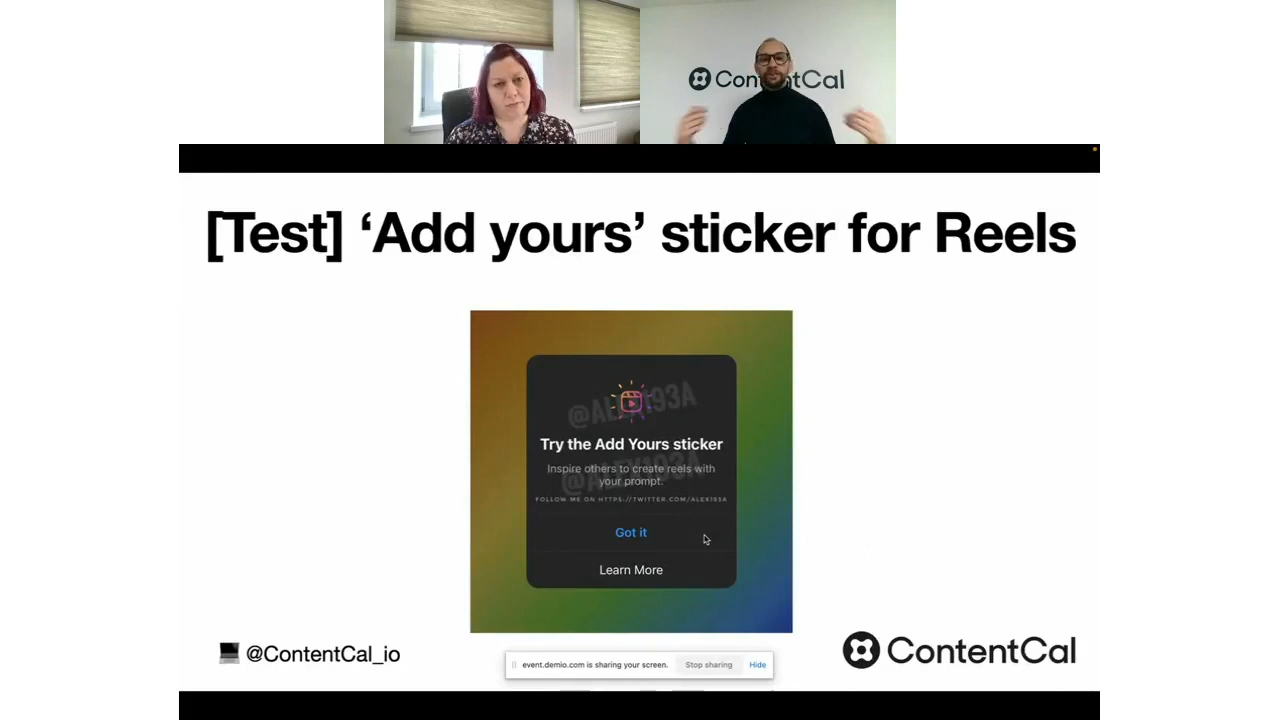 ContentCal
[Test] ‘Add yours’ sticker for Reels
@ALEX193A
Try the Add Yours sticker
@ALEX193A
Inspire others to create reels with
your prompt.
FOLLOW ME ON HTTPS://TWITTER.COM/ALEX193A
Got it
Learn More
@ContentCal_io
ContentCal
event.demio.com is sharing your screen.
Stop sharing
Hide